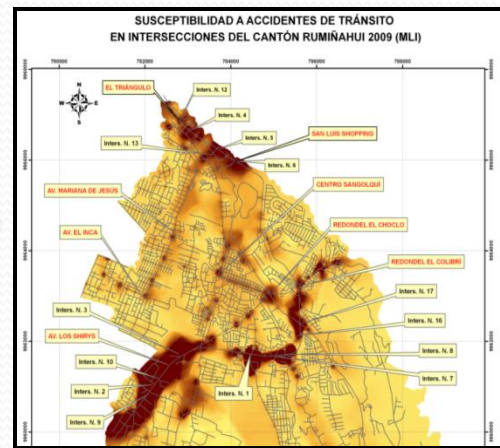 SUSCEPTIBILIDAD A ACCIDENTES DE TRÁNSITO
EN INTERSECCIONES DEL CANTÓN RUMIÑAHUI 2009 (MLI)
N
W
E
S
EL TRIÁNGULO
Inters. N. 12
Inters. N. 4
Inters. N. 5
Inters. N. 13
SAN LUIS SHOPPING
Inters. N. 6
AV. MARIANA DE JESÚS
CENTRO SANGOLQUÍ
AV. EL INCA
REDONDEL EL CHOCLO
REDONDEL EL COLIBRÍ
Inters. N. 17
Inters. N. 3
Inters. N. 16
AV. LOS SHIRYS
Inters. N. 8
Inters. N. 10
Inters. N. 7
Inters. N. 2
Inters. N. 1
Inters. N. 9